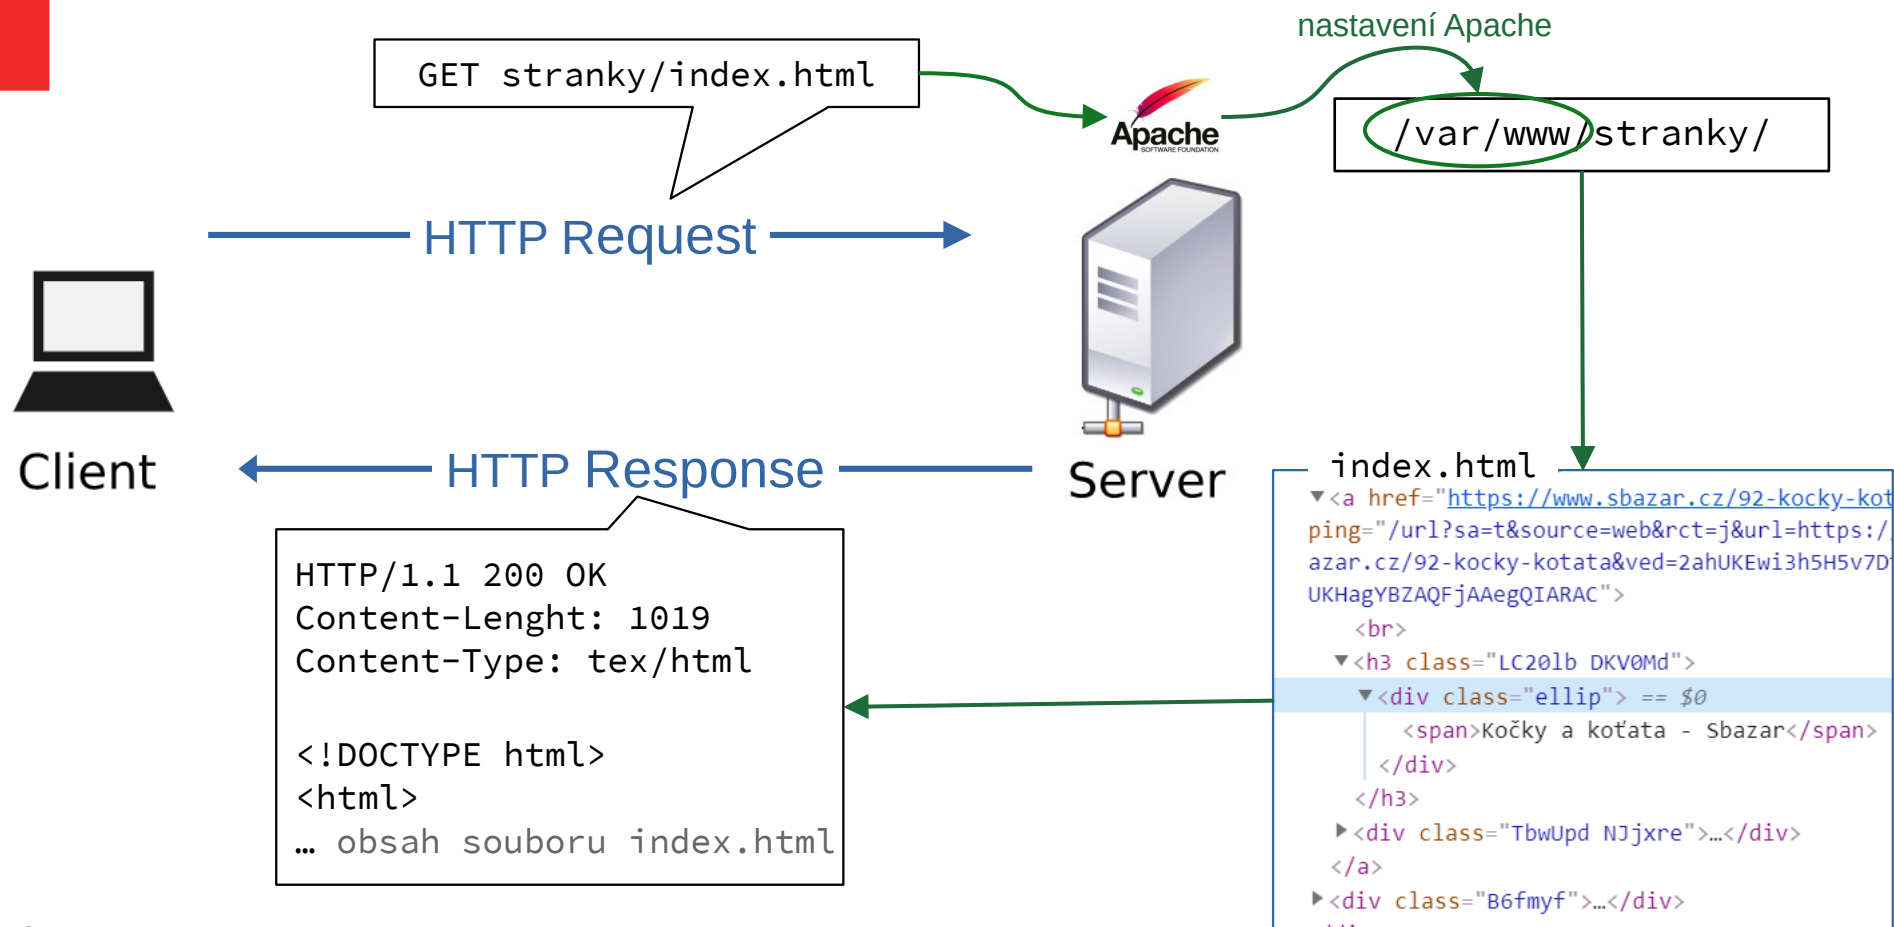 nastavení Apache
GET stranky/index.html
Apache
SOFTWARE FOUNDATION
/var/www/stranky/
HTTP Request
Client
HTTP Response
Server
HTTP/1.1 200 OK
Content-Lenght: 1019
Content-Type: tex/html
<!DOCTYPE html>
<html>
… obsah souboru index.html
index.html
▼<a href="https://www.sbazar.cz/92-kocky-kot
ping="/url?sa=t&source=web&rct=j&url=https:/
azar.cz/92-kocky-kotata&ved=2ahUKEwi3h5H5v7D
UKHagYBZAQFjAAegQIARAC">
<br>
▼<h3 class="LC20lb DKV0Md">
▼<div class="ellip"> == $0
<span>Kočky a koťata - Sbazar</span>
</div>
</h3>
▶<div class="TbwUpd NJjxre">…</div>
</a>
▶<div class="B6fmyf">…</div>